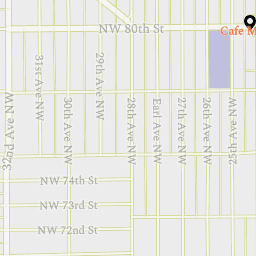 NW 80th St
Cafe M
31st Ave NW
29th Ave NW
32nd Ave NW
30th Ave NW
28th Ave NW
Earl Ave NW
27th Ave NW
26th Ave NW
25th Ave NW
NW 74th St
NW 73rd St
NW 72nd St